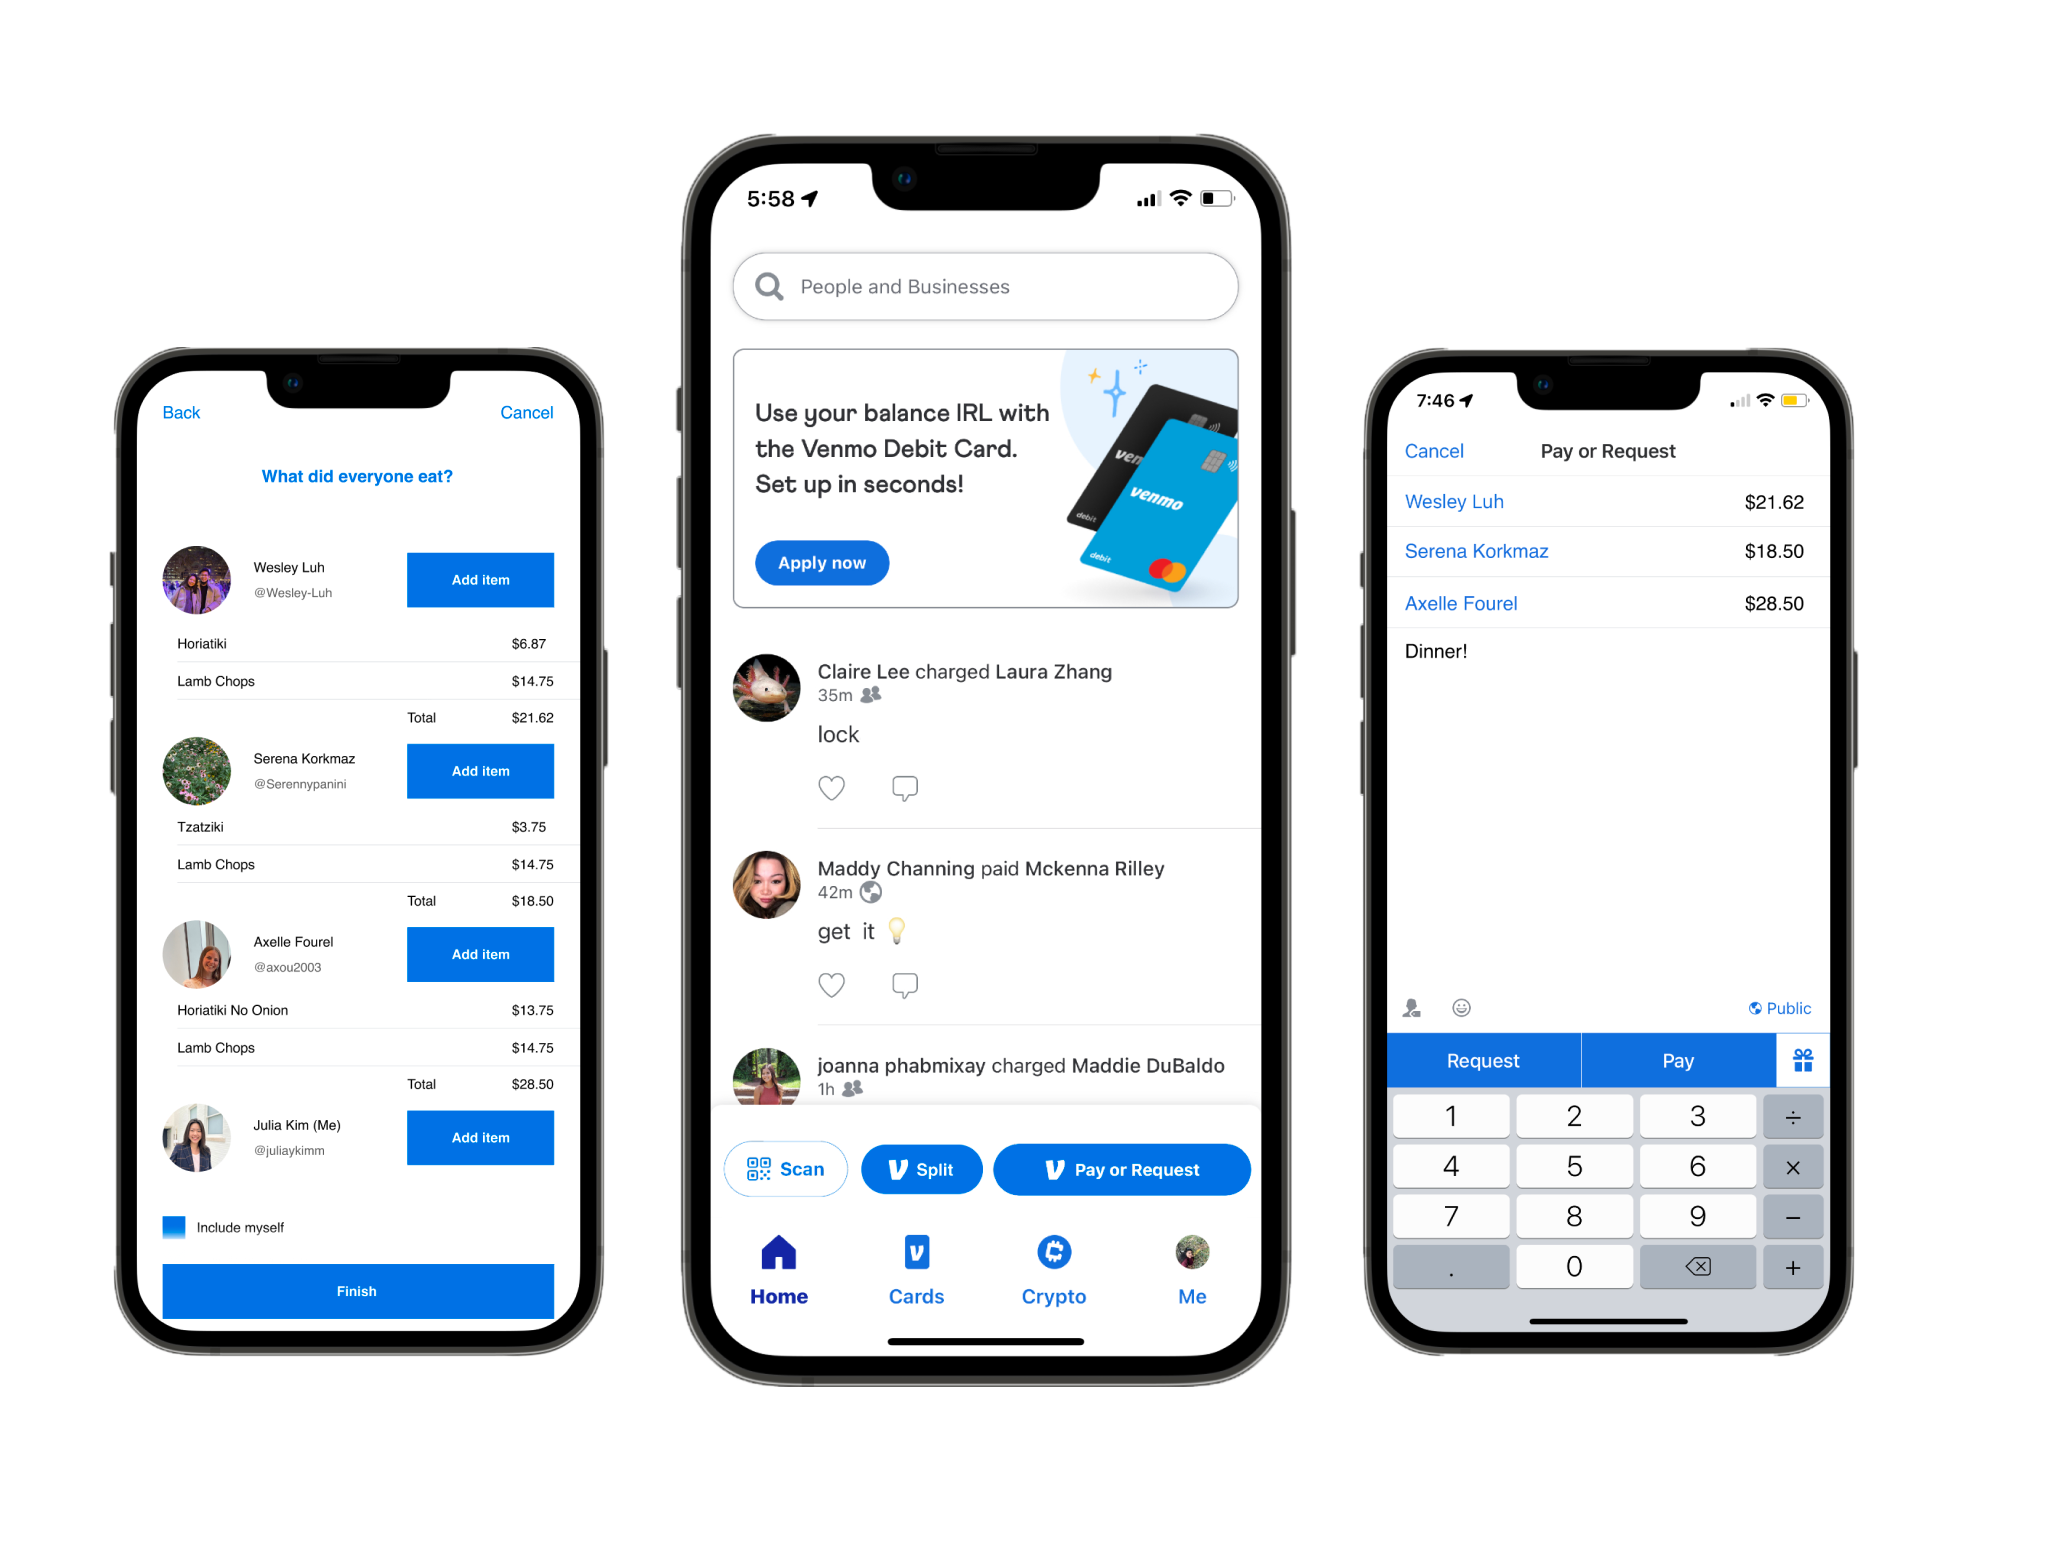 Back
Cancel
What did everyone eat?
Wesley Luh
@Wesley-Luh
Add item
Horiatiki $6.87
Lamb Chops $14.75
Total $21.62
Serena Korkmaz
@Serennypanini
Add item
Tzatziki $3.75
Lamb Chops $14.75
Total $18.50
Axelle Fourel
@axou2003
Add item
Horiatiki No Onion $13.75
Lamb Chops $14.75
Total $28.50
Julia Kim (Me)
@juliaykimm
Add item
Include myself
Finish
5:58
People and Businesses
Use your balance IRL with
the Venmo Debit Card.
Set up in seconds!
Apply now
ven
debit
venmo
debit
Claire Lee charged Laura Zhang
35m
lock
Maddy Channing paid Mckenna Rilley
42m
get it 💡
joanna phabmixay charged Maddie DuBaldo
1h
Scan
Split
Pay or Request
Home
Cards
Crypto
Me
7:46
Cancel
Pay or Request
Wesley Luh $21.62
Serena Korkmaz $18.50
Axelle Fourel $28.50
Dinner!
Public
Request
Pay
1 2 3 ÷
4 5 6 ×
7 8 9 −
. 0 +